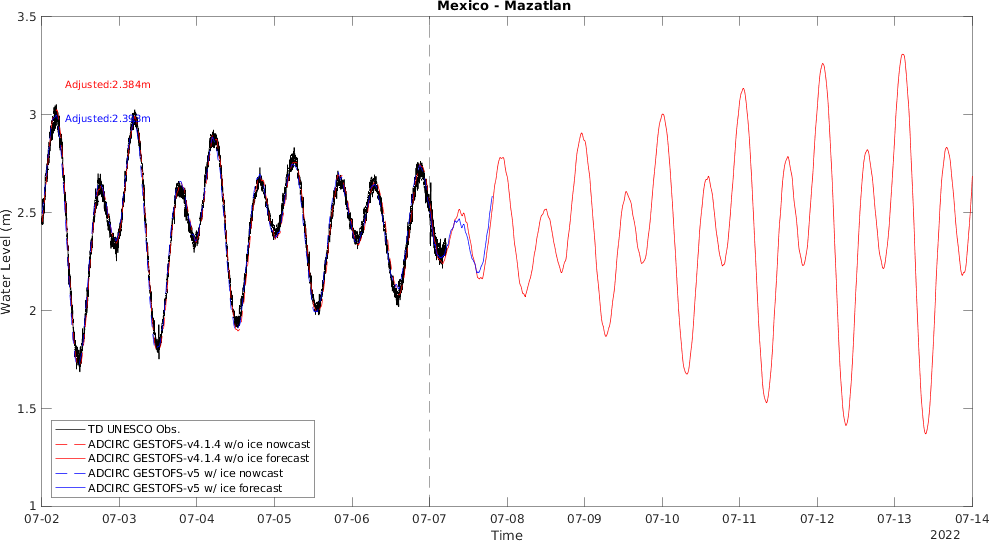 Mexico - Mazatlan
3.5
Adjusted:2.384m
3
Adjusted:2.393m
2.5
Water Level (m)
2
1.5
TD UNESCO Obs.
ADCIRC GESTOFS-v4.1.4 w/o ice nowcast
ADCIRC GESTOFS-v4.1.4 w/o ice forecast
ADCIRC GESTOFS-v5 w/ ice nowcast
ADCIRC GESTOFS-v5 w/ ice forecast
1
07-02 07-03 07-04 07-05 07-06 07-07 07-08 07-09 07-10 07-11 07-12 07-13 07-14
Time
2022